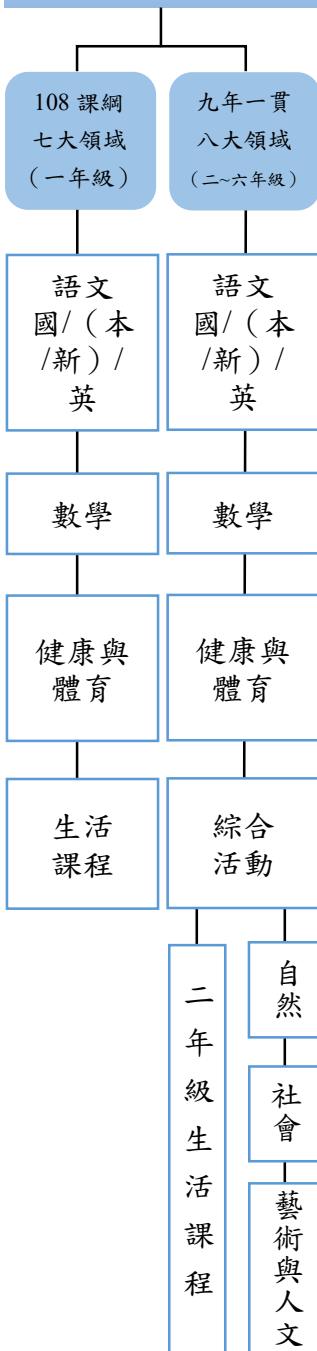 108 課綱
七大領域
（一年級）
語文
國/（本
/新）/
英
數學
健康與
體育
生活
課程
九年一貫
八大領域
（二~六年級）
語文
國/（本
/新）/
英
數學
健康與
體育
綜合
活動
二年級生活課程
自然
社會
藝術與人文